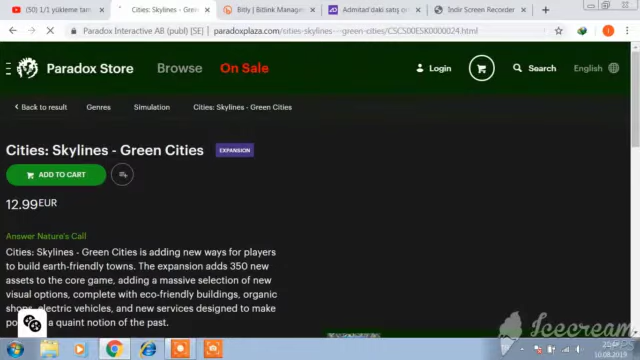 (50) 1/1 yükleme tam
Cities: Skylines - Green Cities
Bitly | Bitlink Manage
Admitad'daki satış e
İndir Screen Recorder
Paradox Interactive AB (publ) [SE] | paradoxplaza.com/cities-skylines---green-cities/CSCS00ESK0000024.html
Paradox Store
Browse
On Sale
Login
Search
English
Back to result
Genres
Simulation
Cities: Skylines - Green Cities
Cities: Skylines - Green Cities
EXPANSION
ADD TO CART
12.99EUR
Answer Nature's Call
Cities: Skylines - Green Cities is adding new ways for players
to build earth-friendly towns. The expansion adds 350 new
assets to the core game, adding a massive selection of new
visual options, complete with eco-friendly buildings, organic
shops, electric vehicles, and new services designed to make
a quaint notion of the past.
Icecream
10.08.2019